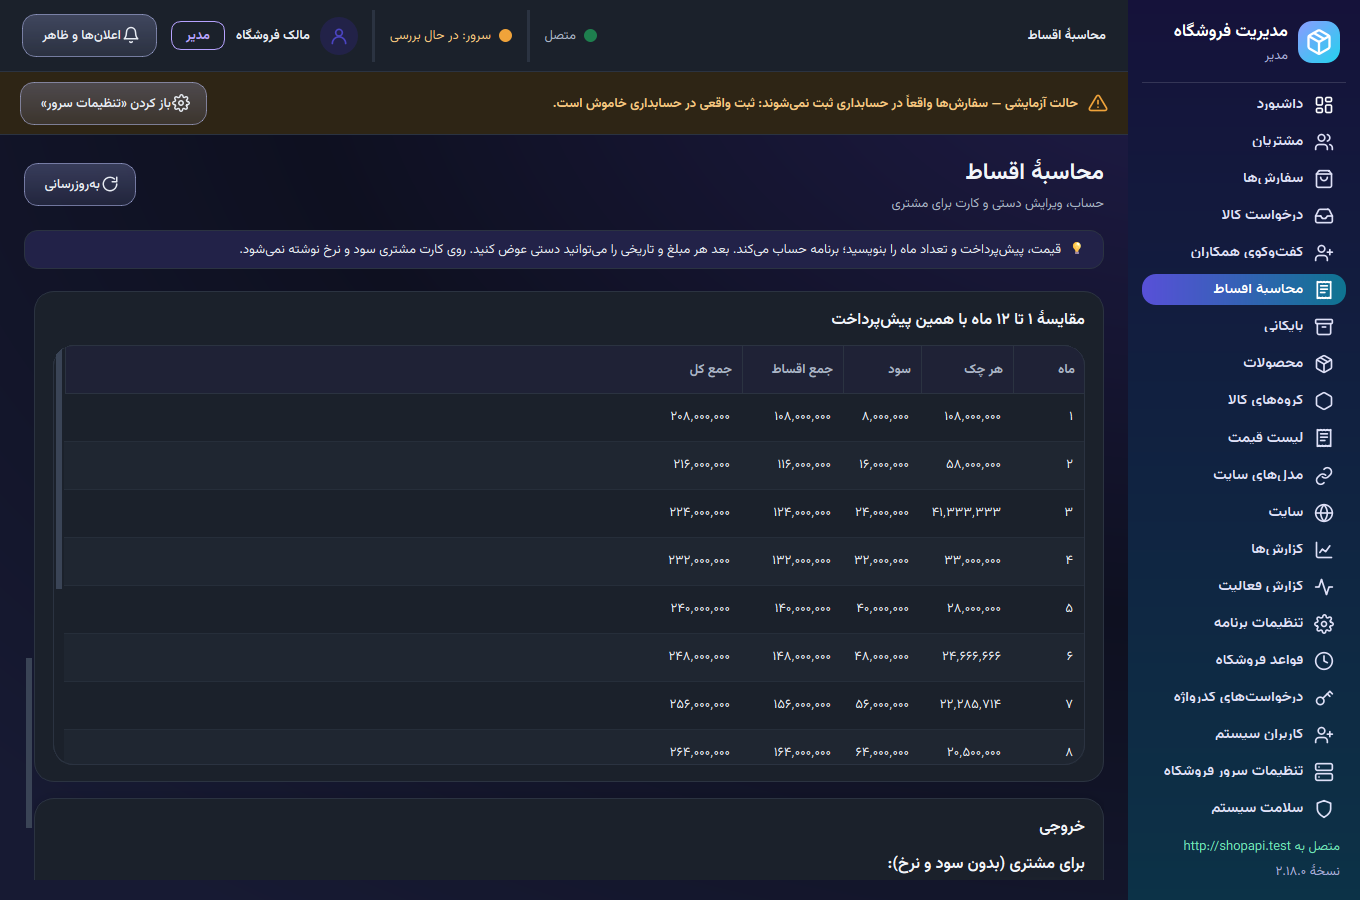 مدیریت فروشگاه
مدیر
داشبورد
مشتریان
سفارش‌ها
درخواست کالا
گفت‌وگوی همکاران
محاسبهٔ اقساط
بایگانی
محصولات
گروه‌های کالا
لیست قیمت
مدل‌های سایت
سایت
گزارش‌ها
گزارش فعالیت
تنظیمات برنامه
قواعد فروشگاه
درخواست‌های گذرواژه
کاربران سیستم
تنظیمات سرور فروشگاه
سلامت سیستم
متصل به http://shopapi.test
نسخهٔ ۲.۱۸.۰
محاسبهٔ اقساط
متصل
سرور: در حال بررسی
مالک فروشگاه
مدیر
اعلان‌ها و ظاهر
حالت آزمایشی — سفارش‌ها واقعاً در حسابداری ثبت نمی‌شوند: ثبت واقعی در حسابداری خاموش است.
باز کردن «تنظیمات سرور»
محاسبهٔ اقساط
حساب، ویرایش دستی و کارت برای مشتری
به‌روزرسانی
قیمت، پیش‌پرداخت و تعداد ماه را بنویسید؛ برنامه حساب می‌کند. بعد هر مبلغ و تاریخی را می‌توانید دستی عوض کنید. روی کارت مشتری سود و نرخ نوشته نمی‌شود.
مقایسهٔ ۱ تا ۱۲ ماه با همین پیش‌پرداخت
ماه هر چک سود جمع اقساط جمع کل
۱ ۱۰۸,۰۰۰,۰۰۰ ۸,۰۰۰,۰۰۰ ۱۰۸,۰۰۰,۰۰۰ ۲۰۸,۰۰۰,۰۰۰
۲ ۵۸,۰۰۰,۰۰۰ ۱۶,۰۰۰,۰۰۰ ۱۱۶,۰۰۰,۰۰۰ ۲۱۶,۰۰۰,۰۰۰
۳ ۴۱,۳۳۳,۳۳۳ ۲۴,۰۰۰,۰۰۰ ۱۲۴,۰۰۰,۰۰۰ ۲۲۴,۰۰۰,۰۰۰
۴ ۳۳,۰۰۰,۰۰۰ ۳۲,۰۰۰,۰۰۰ ۱۳۲,۰۰۰,۰۰۰ ۲۳۲,۰۰۰,۰۰۰
۵ ۲۸,۰۰۰,۰۰۰ ۴۰,۰۰۰,۰۰۰ ۱۴۰,۰۰۰,۰۰۰ ۲۴۰,۰۰۰,۰۰۰
۶ ۲۴,۶۶۶,۶۶۶ ۴۸,۰۰۰,۰۰۰ ۱۴۸,۰۰۰,۰۰۰ ۲۴۸,۰۰۰,۰۰۰
۷ ۲۲,۲۸۵,۷۱۴ ۵۶,۰۰۰,۰۰۰ ۱۵۶,۰۰۰,۰۰۰ ۲۵۶,۰۰۰,۰۰۰
۸ ۲۰,۵۰۰,۰۰۰ ۶۴,۰۰۰,۰۰۰ ۱۶۴,۰۰۰,۰۰۰ ۲۶۴,۰۰۰,۰۰۰
خروجی
برای مشتری (بدون سود و نرخ):